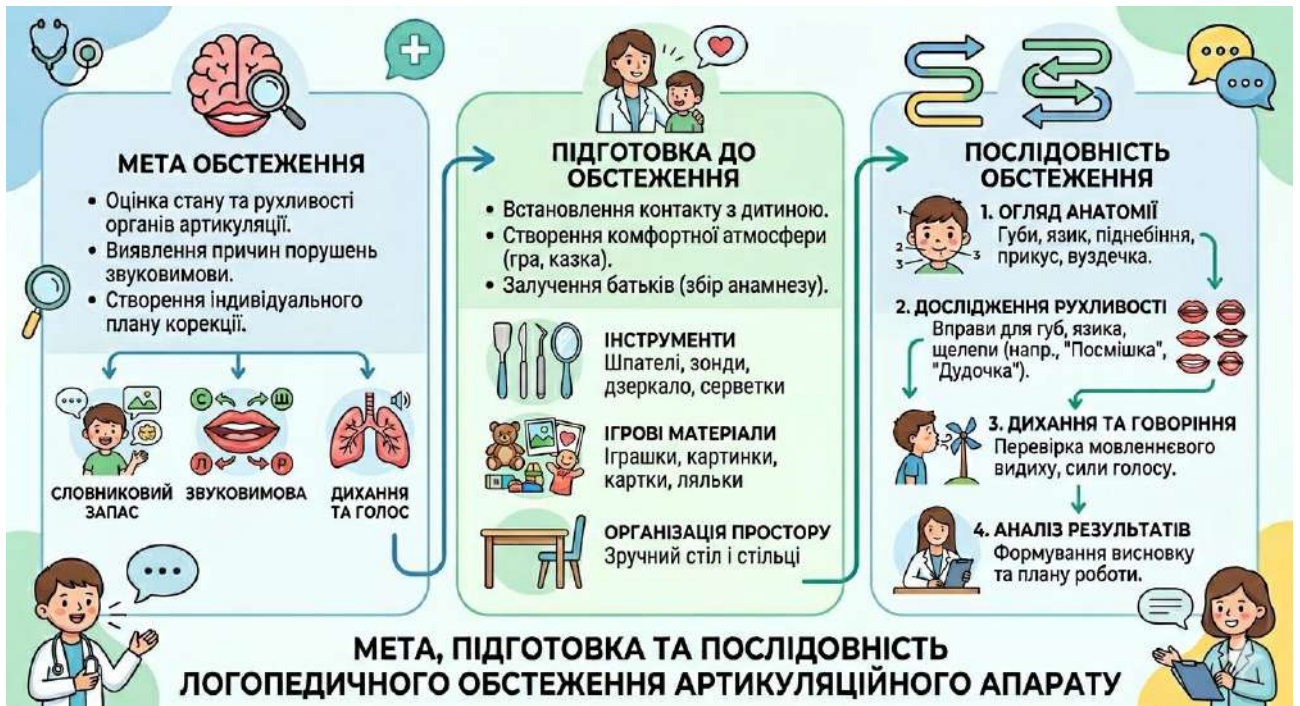 МЕТА ОБСТЕЖЕННЯ
• Оцінка стану та рухливості
органів артикуляції.
• Виявлення причин порушень
звуковимови.
• Створення індивідуального
плану корекції.
С
Ш
Л
Р
СЛОВНИКОВИЙ
ЗАПАС
ЗВУКОВИМОВА
ДИХАННЯ
ТА ГОЛОС
ПІДГОТОВКА ДО
ОБСТЕЖЕННЯ
• Встановлення контакту з дитиною.
• Створення комфортної атмосфери
(гра, казка).
• Залучення батьків (збір анамнезу).
ІНСТРУМЕНТИ
Шпателі, зонди,
дзеркало, серветки
ІГРОВІ МАТЕРІАЛИ
Іграшки, картинки,
картки, ляльки
ОРГАНІЗАЦІЯ ПРОСТОРУ
Зручний стіл і стільці
ПОСЛІДОВНІСТЬ
ОБСТЕЖЕННЯ
1
2
3
3
1. ОГЛЯД АНАТОМІЇ
Губи, язик, піднебіння,
прикус, вуздечка.
2. ДОСЛІДЖЕННЯ РУХЛИВОСТІ
Вправи для губ, язика,
щелепи (напр., "Посмішка",
"Дудочка").
3. ДИХАННЯ ТА ГОВОРІННЯ
Перевірка мовленнєвого
видиху, сили голосу.
4. АНАЛІЗ РЕЗУЛЬТАТІВ
Формування висновку
та плану роботи.
МЕТА, ПІДГОТОВКА ТА ПОСЛІДОВНІСТЬ
ЛОГОПЕДИЧНОГО ОБСТЕЖЕННЯ АРТИКУЛЯЦІЙНОГО АПАРАТУ